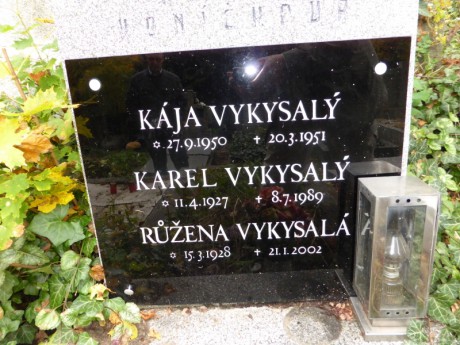 KÁJA VYKYSALÝ
✡ 27.9.1950 + 20.3.1951
KAREL VYKYSALÝ
✡ 11.4.1927 + 8.7.1989
RŮŽENA VYKYSALÁ
✡ 15.3.1928 + 21.1.2002